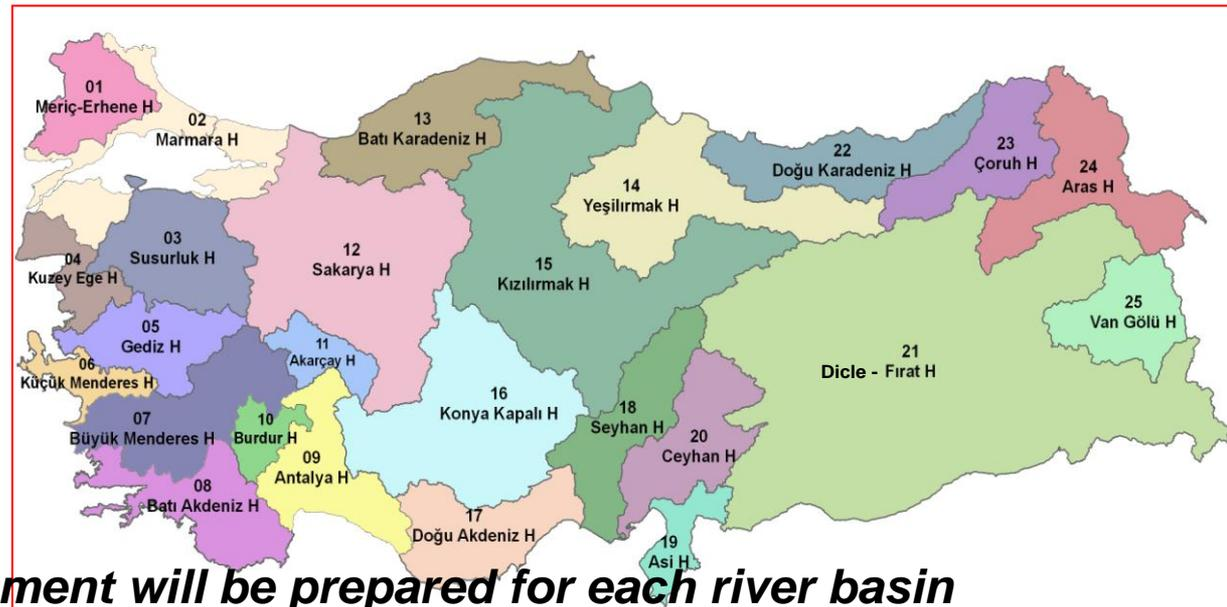 01
Meriç-Erhene H
02
Marmara H
13
Batı Karadeniz H
22
Doğu Karadeniz H
23
Çoruh H
24
Aras H
14
Yeşilırmak H
03
Susurluk H
12
Sakarya H
04
Kuzey Ege H
15
Kızılırmak H
25
Van Gölü H
05
Gediz H
11
Akarçay H
21
Dicle - Fırat H
06
Küçük Menderes H
16
Konya Kapalı H
07
Büyük Menderes H
10
Burdur H
18
Seyhan H
20
Ceyhan H
09
Antalya H
08
Batı Akdeniz H
17
Doğu Akdeniz H
19
Asi H
ment will be prepared for each river basin